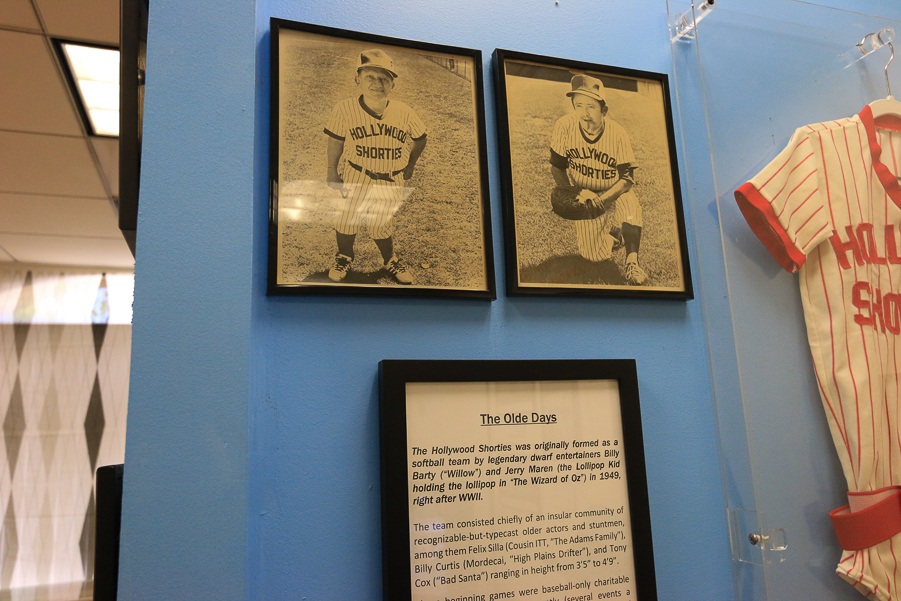 HOLLYWOOD
SHORTIES
HOLLYWOOD
SHORTIES
HOLL
SHO
The Olde Days
The Hollywood Shorties was originally formed as a
softball team by legendary dwarf entertainers Billy
Barty ("Willow") and Jerry Maren (the Lollipop Kid
holding the lollipop in "The Wizard of Oz") in 1949,
right after WWII.
The team consisted chiefly of an insular community of
recognizable-but-typecast older actors and stuntmen,
among them Felix Silla (Cousin ITT, "The Adams Family"),
Billy Curtis (Mordecai, "High Plains Drifter"), and Tony
Cox ("Bad Santa") ranging in height from 3'5" to 4'9".
beginning games were baseball-only charitable
(several events a